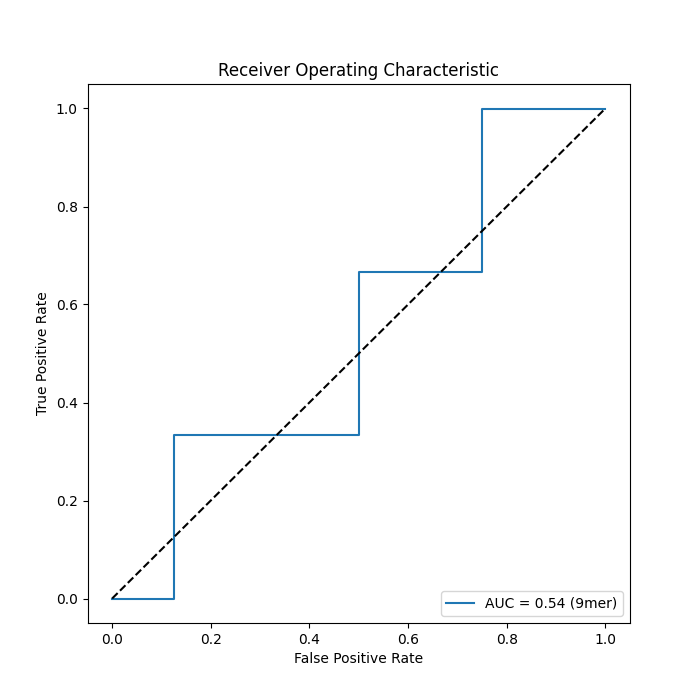 Receiver Operating Characteristic
1.0
0.8
0.6
0.4
0.2
0.0
True Positive Rate
AUC = 0.54 (9mer)
0.0 0.2 0.4 0.6 0.8 1.0
False Positive Rate